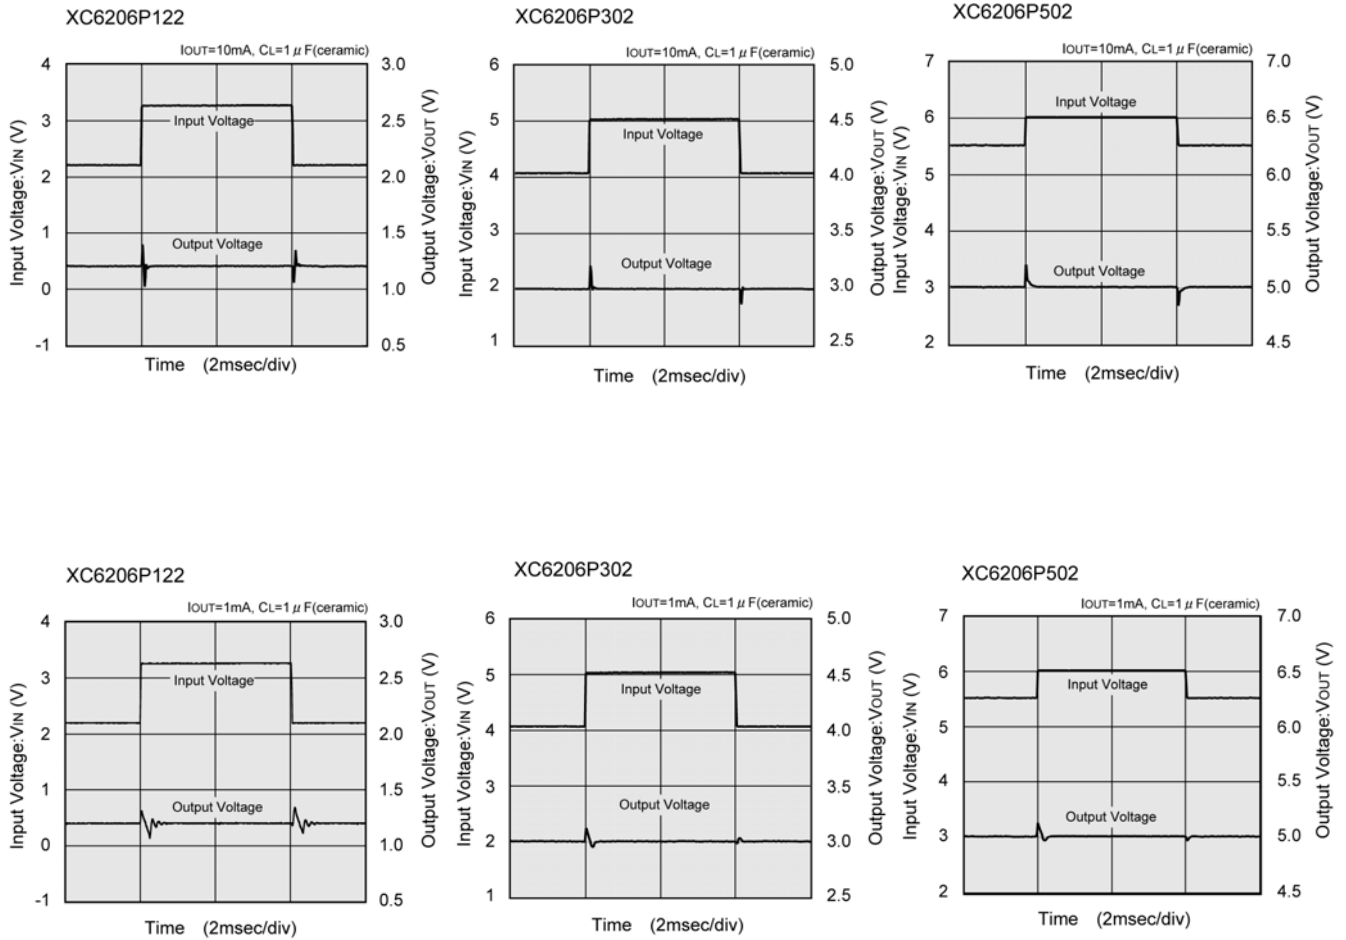 XC6206P122
IOUT=10mA, CL=1 μ F(ceramic)
Input Voltage:VIN (V)
4
3
2
1
0
-1
Input Voltage
Output Voltage
3.0
2.5
2.0
1.5
1.0
0.5
Output Voltage:VOUT (V)
Time (2msec/div)
XC6206P302
IOUT=10mA, CL=1 μ F(ceramic)
Input Voltage:VIN (V)
6
5
4
3
2
1
Input Voltage
Output Voltage
5.0
4.5
4.0
3.5
3.0
2.5
Output Voltage:VOUT (V)
Time (2msec/div)
XC6206P502
IOUT=10mA, CL=1 μ F(ceramic)
Input Voltage:VIN (V)
7
6
5
4
3
2
Input Voltage
Output Voltage
7.0
6.5
6.0
5.5
5.0
4.5
Output Voltage:VOUT (V)
Time (2msec/div)
XC6206P122
IOUT=1mA, CL=1 μ F(ceramic)
Input Voltage:VIN (V)
4
3
2
1
0
-1
Input Voltage
Output Voltage
3.0
2.5
2.0
1.5
1.0
0.5
Output Voltage:VOUT (V)
Time (2msec/div)
XC6206P302
IOUT=1mA, CL=1 μ F(ceramic)
Input Voltage:VIN (V)
6
5
4
3
2
1
Input Voltage
Output Voltage
5.0
4.5
4.0
3.5
3.0
2.5
Output Voltage:VOUT (V)
Time (2msec/div)
XC6206P502
IOUT=1mA, CL=1 μ F(ceramic)
Input Voltage:VIN (V)
7
6
5
4
3
2
Input Voltage
Output Voltage
7.0
6.5
6.0
5.5
5.0
4.5
Output Voltage:VOUT (V)
Time (2msec/div)